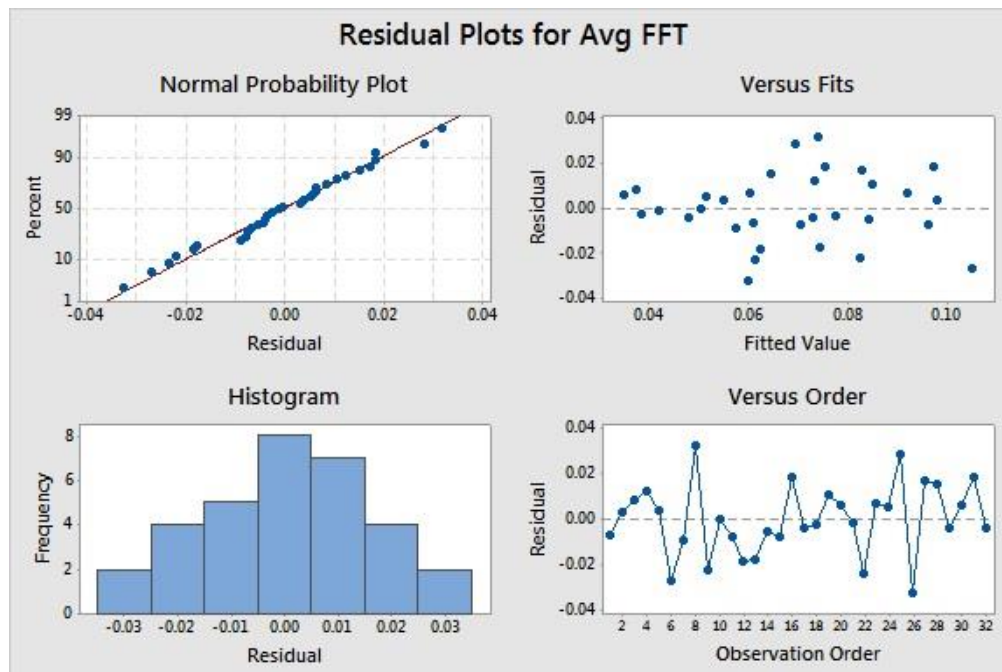 Residual Plots for Avg FFT
Normal Probability Plot
99
90
50
10
1
Percent
-0.04 -0.02 0.00 0.02 0.04
Residual
Versus Fits
0.04
0.02
0.00
-0.02
-0.04
Residual
0.04 0.06 0.08 0.10
Fitted Value
Histogram
8
6
4
2
0
Frequency
-0.03 -0.02 -0.01 0.00 0.01 0.02 0.03
Residual
Versus Order
0.04
0.02
0.00
-0.02
-0.04
Residual
2 4 6 8 10 12 14 16 18 20 22 24 26 28 30 32
Observation Order